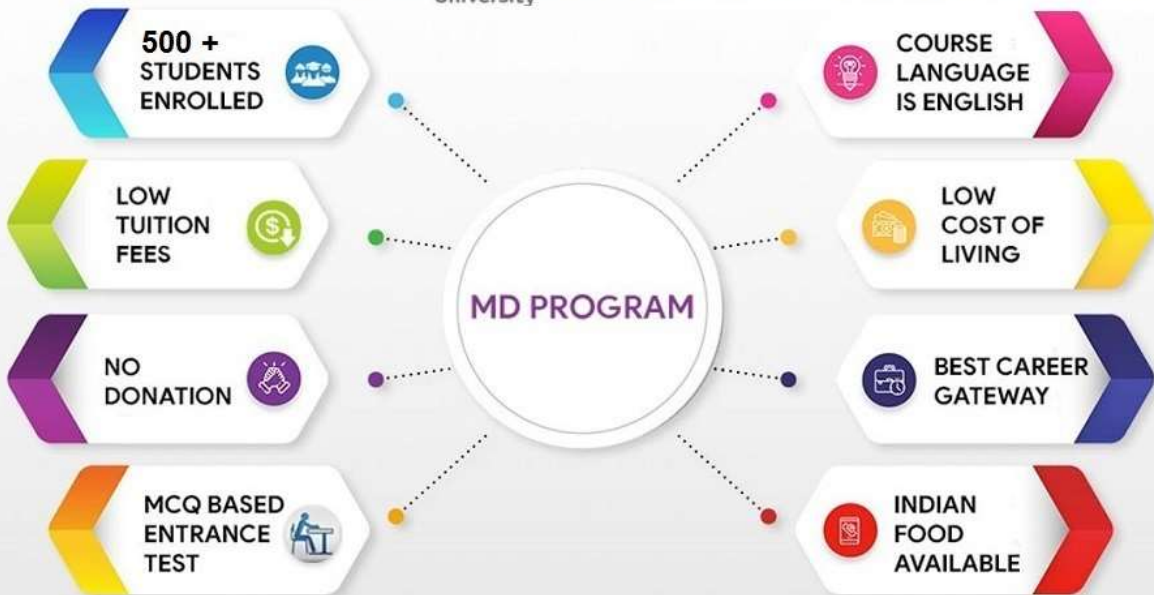 University
500 +
STUDENTS
ENROLLED
LOW
TUITION
FEES
NO
DONATION
MCQ BASED
ENTRANCE
TEST
MD PROGRAM
COURSE
LANGUAGE
IS ENGLISH
LOW
COST OF
LIVING
BEST CAREER
GATEWAY
INDIAN
FOOD
AVAILABLE